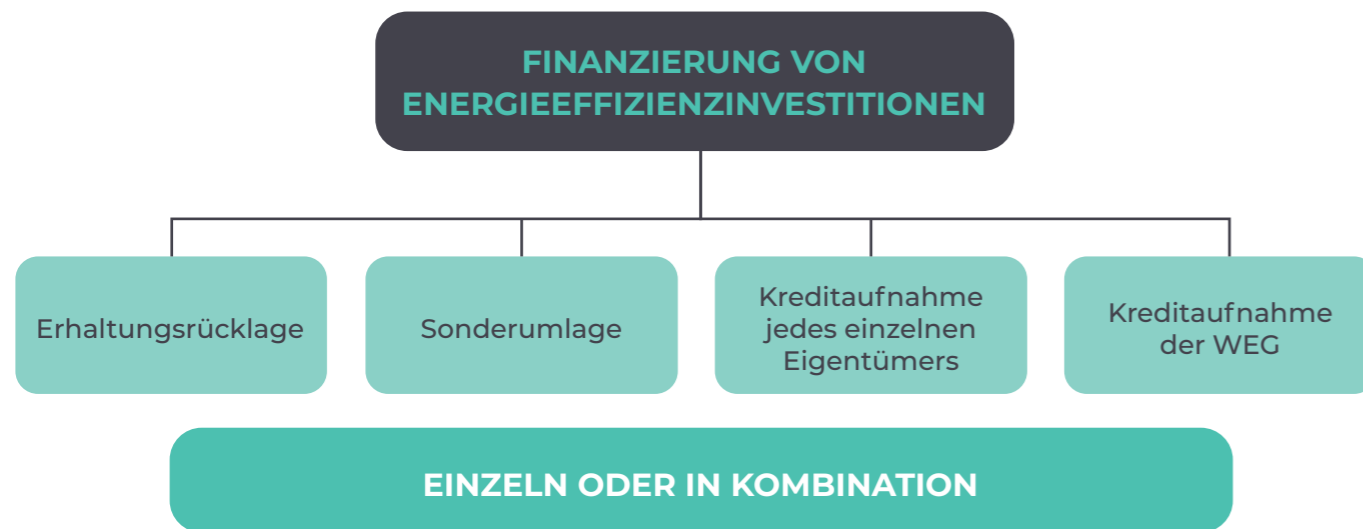 FINANZIERUNG VON
ENERGIEEFFIZIENZINVESTITIONEN
Erhaltungsrücklage
Sonderumlage
Kreditaufnahme
jedes einzelnen
Eigentümers
Kreditaufnahme
der WEG
EINZELN ODER IN KOMBINATION